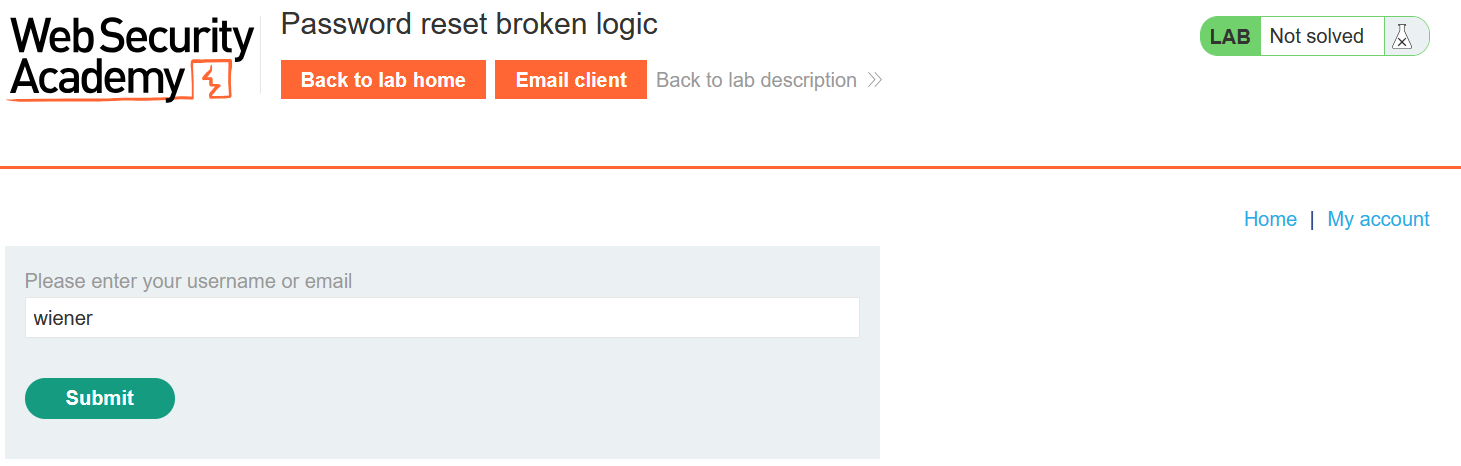 Web Security
Academy
Password reset broken logic
Back to lab home
Email client
Back to lab description
LAB Not solved
Home | My account
Please enter your username or email
wiener
Submit